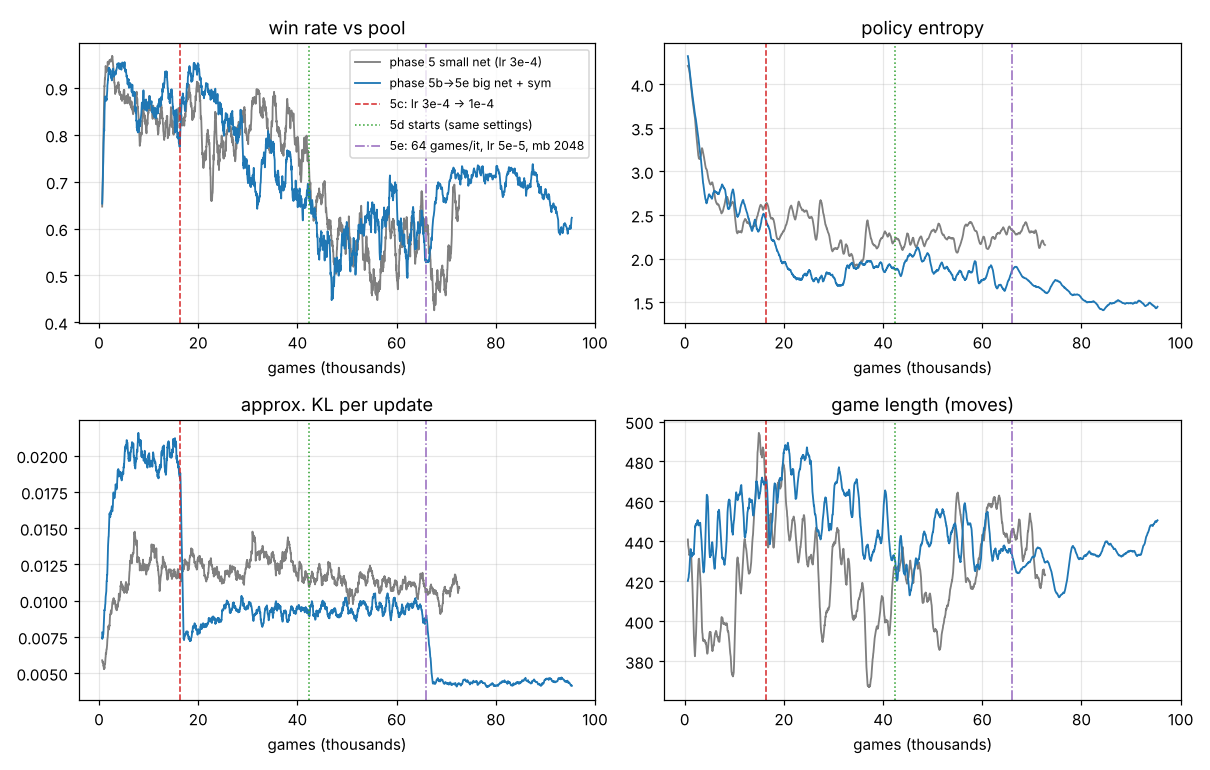 win rate vs pool
0.9
0.8
0.7
0.6
0.5
0.4
phase 5 small net (lr 3e-4)
phase 5b→5e big net + sym
5c: lr 3e-4 → 1e-4
5d starts (same settings)
5e: 64 games/it, lr 5e-5, mb 2048
0 20 40 60 80 100
games (thousands)
policy entropy
4.0
3.5
3.0
2.5
2.0
1.5
0 20 40 60 80 100
games (thousands)
approx. KL per update
0.0200
0.0175
0.0150
0.0125
0.0100
0.0075
0.0050
0 20 40 60 80 100
games (thousands)
game length (moves)
500
480
460
440
420
400
380
0 20 40 60 80 100
games (thousands)